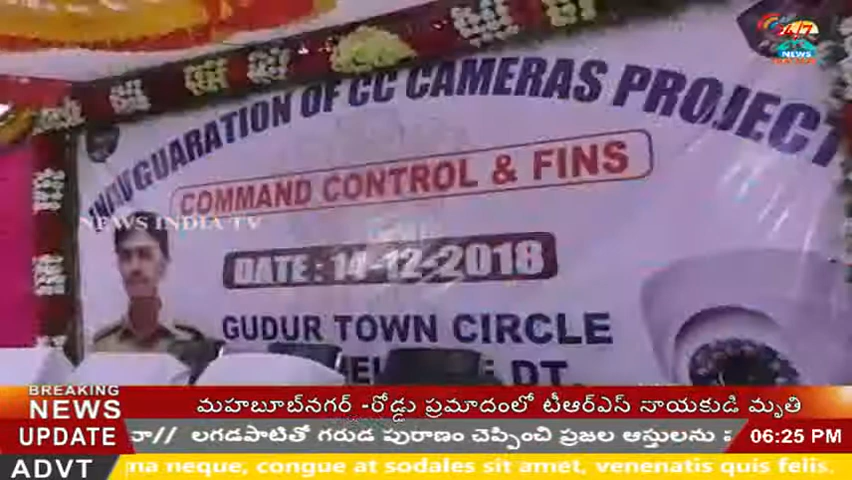 24/7
NEWS
INAUGUARATION OF CC CAMERAS PROJECT
COMMAND CONTROL & FINS
NEWS INDIA TV
DATE : 14-12-2018
GUDUR TOWN CIRCLE
DT.
BREAKING
NEWS
UPDATE
మహబూబ్‌నగర్ -రోడ్డు ప్రమాదంలో టీఆర్ఎస్ నాయకుడి మృతి
వా// లగడపాటితో గరుడ పురాణం చెప్పించి ప్రజల ఆస్తులను
06:25 PM
ADVT
ma neque, congue at sodales sit amet, venenatis quis felis.